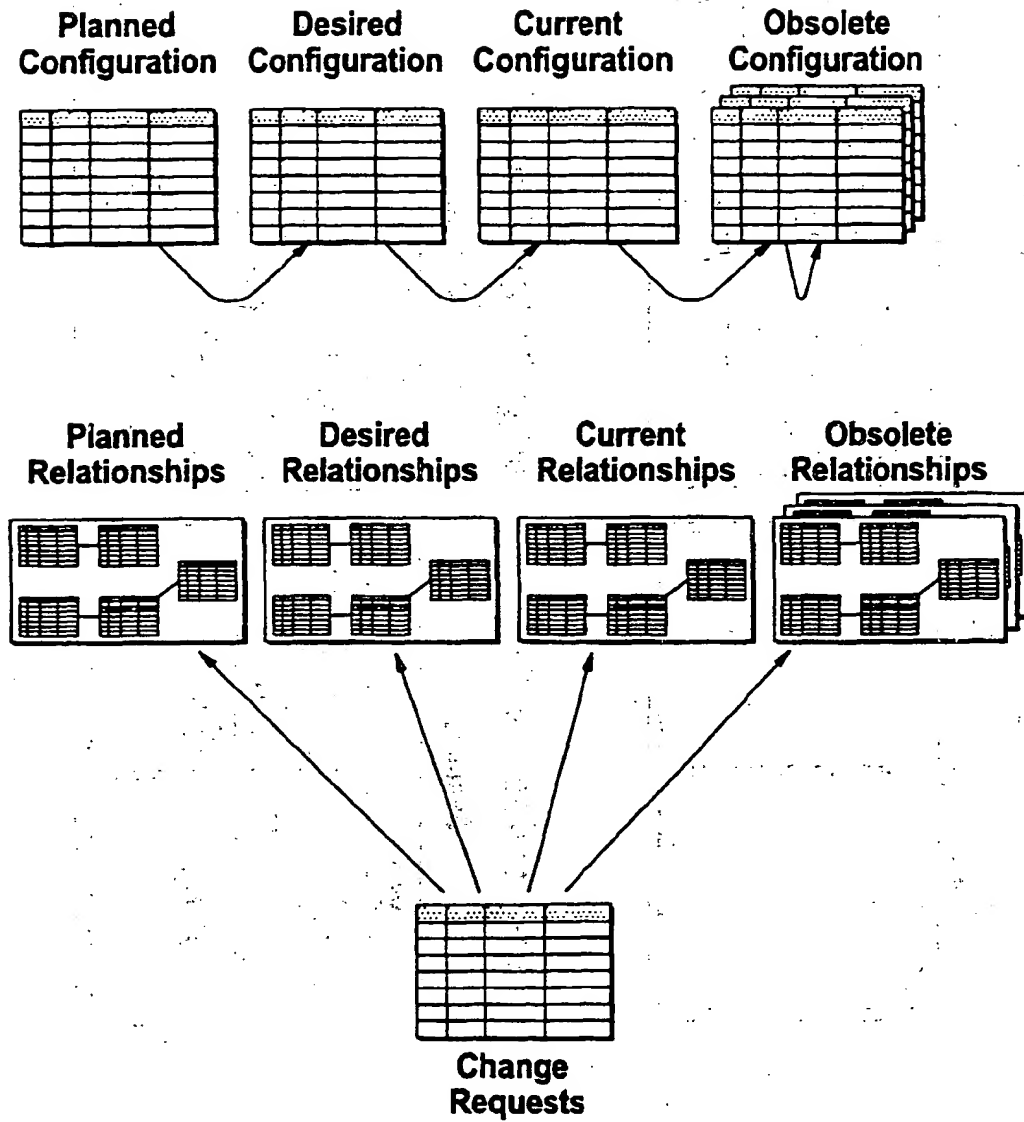 Planned
Configuration
Desired
Configuration
Current
Configuration
Obsolete
Configuration
Planned
Relationships
Desired
Relationships
Current
Relationships
Obsolete
Relationships
Change
Requests